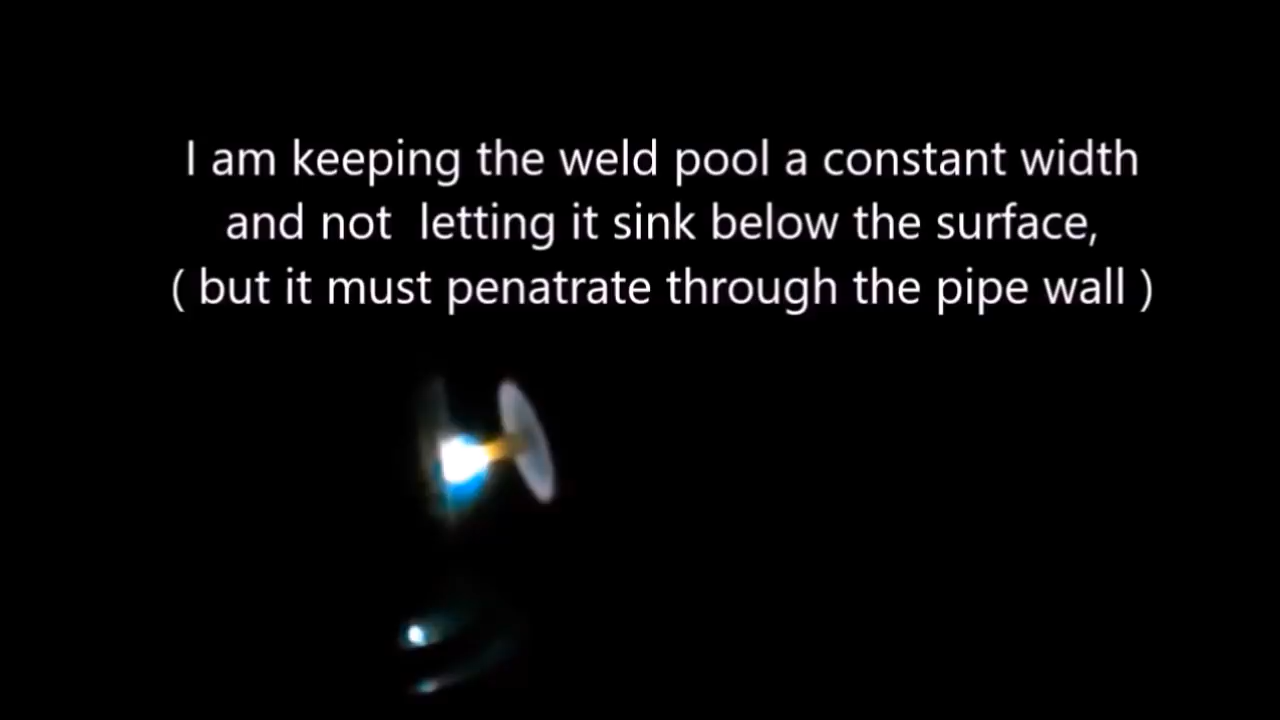 I am keeping the weld pool a constant width
and not  letting it sink below the surface,
( but it must penatrate through the pipe wall )